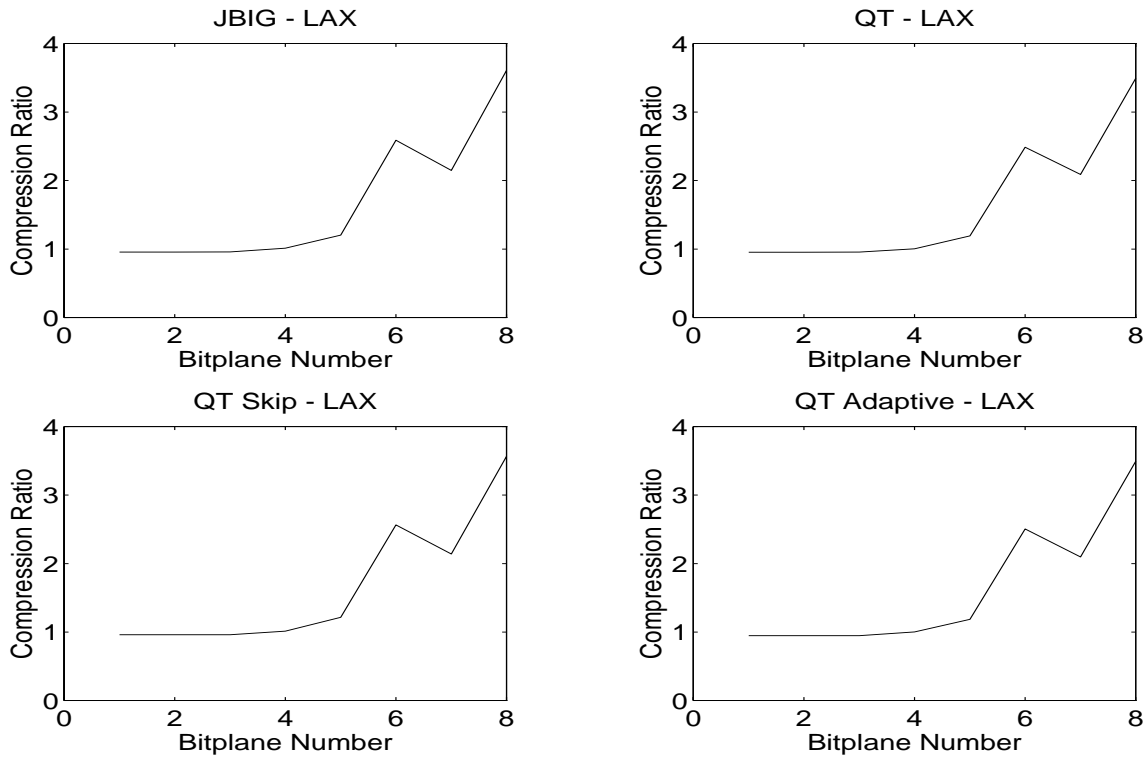 JBIG - LAX
4
3
2
1
0
0 2 4 6 8
Compression Ratio
Bitplane Number
QT - LAX
4
3
2
1
0
0 2 4 6 8
Compression Ratio
Bitplane Number
QT Skip - LAX
4
3
2
1
0
0 2 4 6 8
Compression Ratio
Bitplane Number
QT Adaptive - LAX
4
3
2
1
0
0 2 4 6 8
Compression Ratio
Bitplane Number